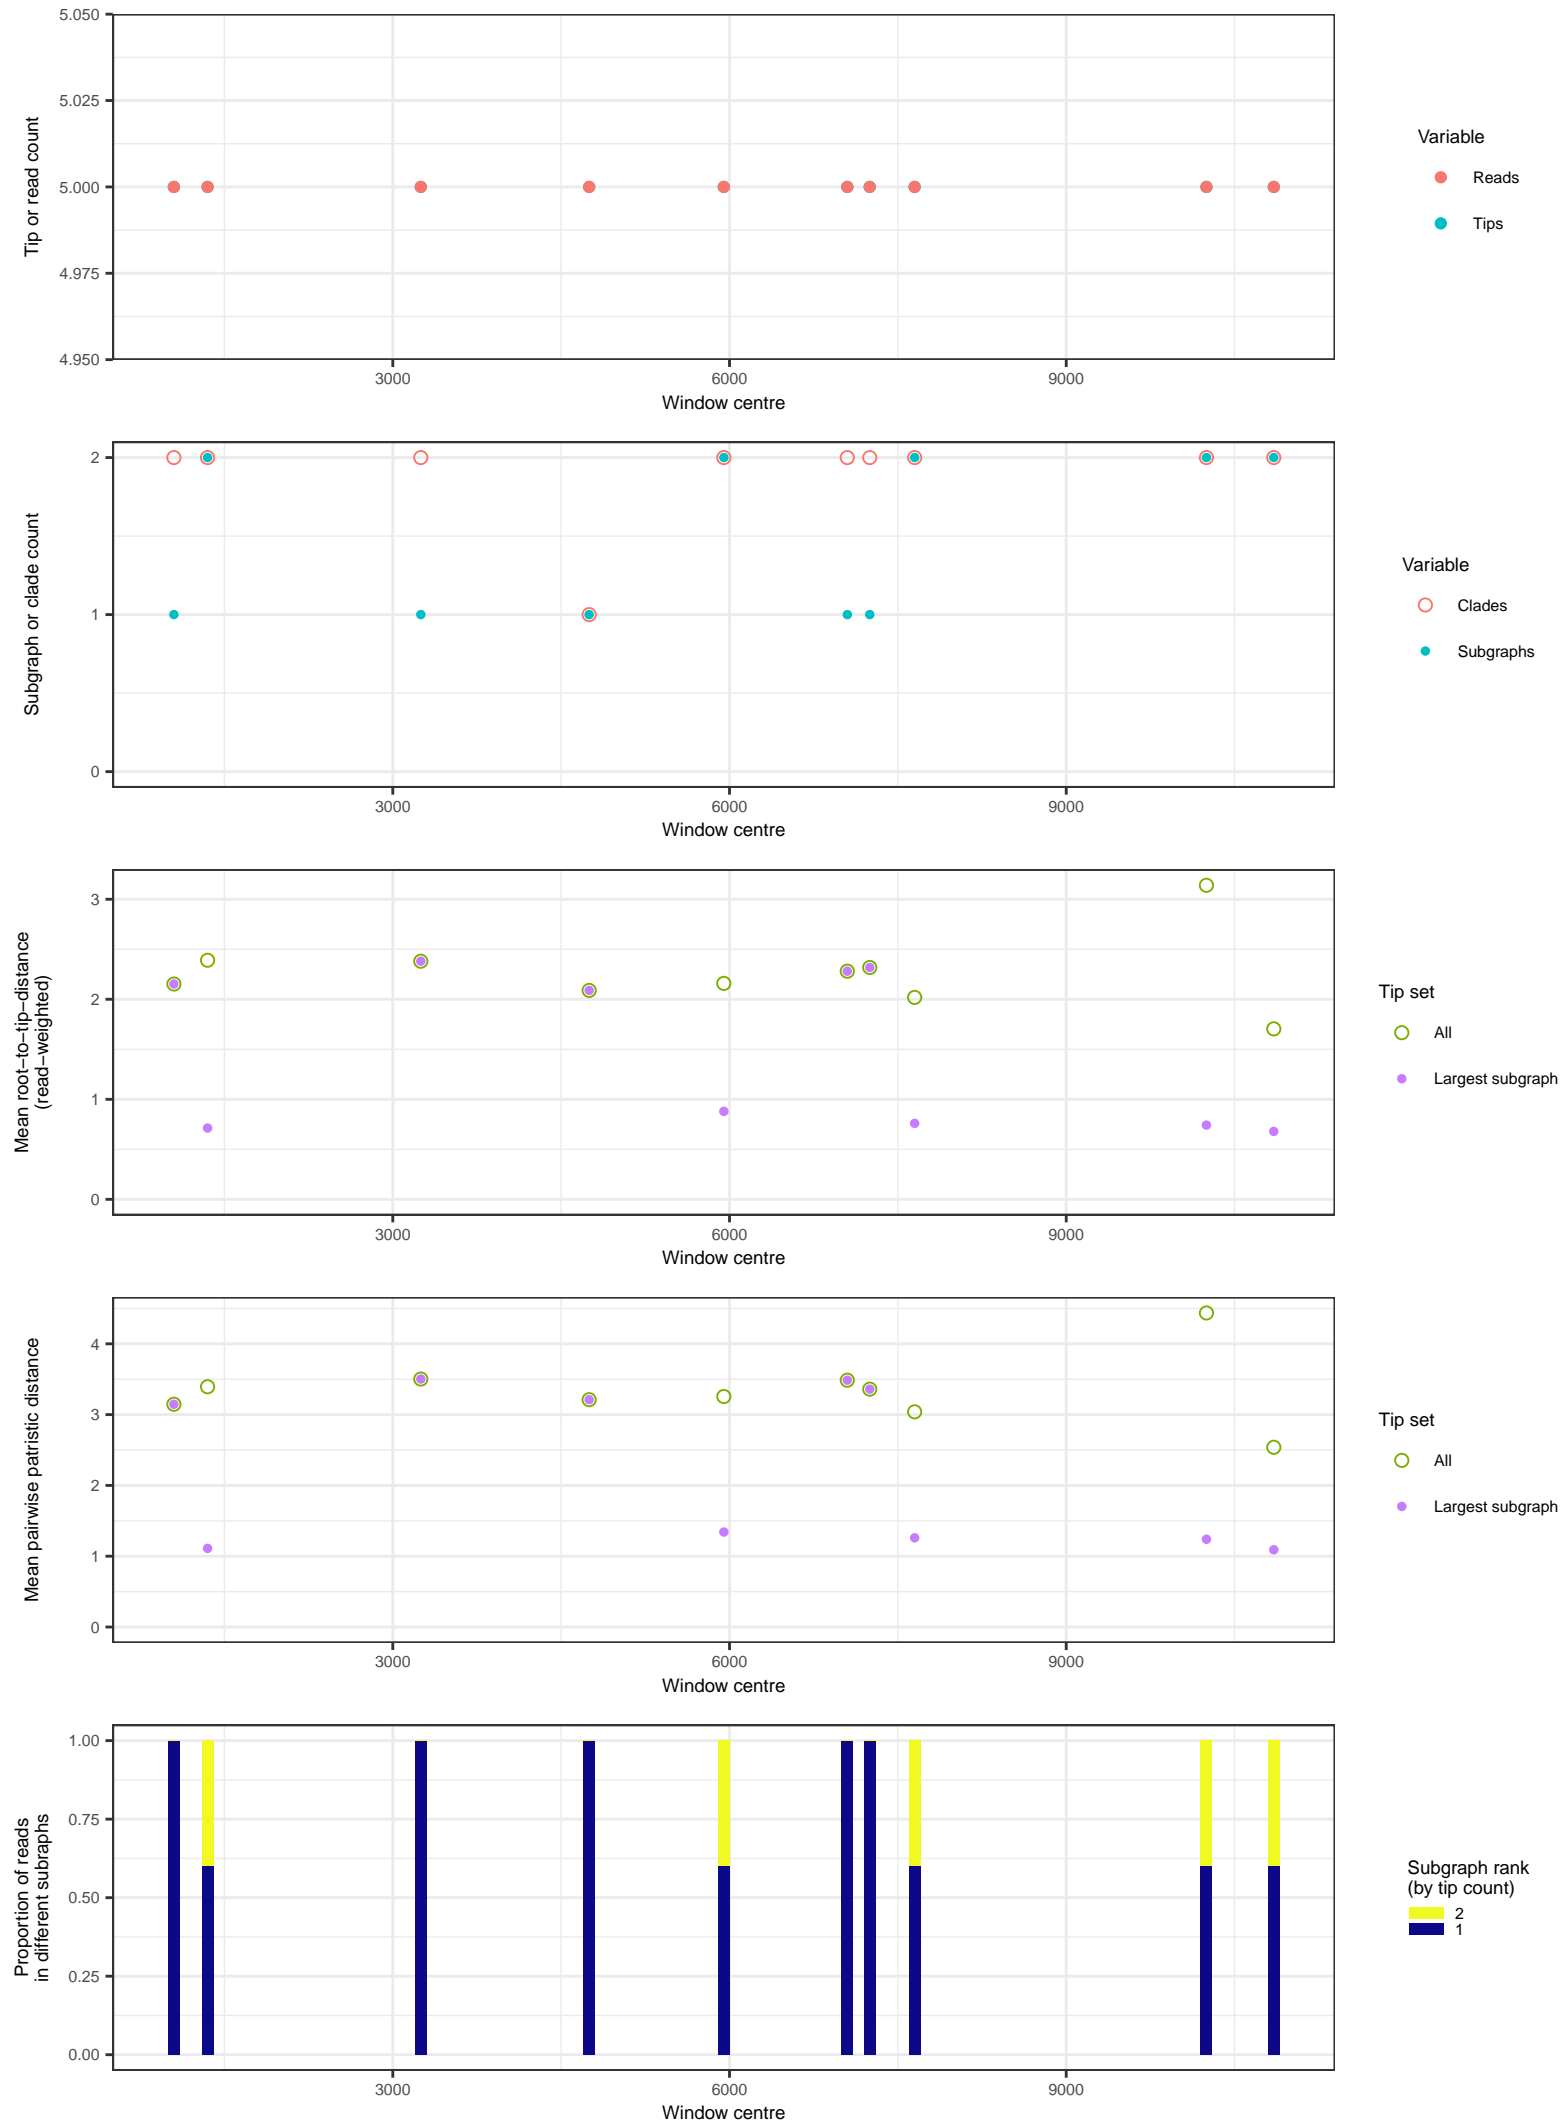 5.050
5.025
5.000
4.975
4.950
Tip or read count
3000
6000
9000
Window centre
Variable
Reads
Tips
2
1
0
Subgraph or clade count
3000
6000
9000
Window centre
Variable
Clades
Subgraphs
3
2
1
0
Mean root−to−tip−distance
(read−weighted)
3000
6000
9000
Window centre
Tip set
All
Largest subgraph
4
3
2
1
0
Mean pairwise patristic distance
3000
6000
9000
Window centre
Tip set
All
Largest subgraph
1.00
0.75
0.50
0.25
0.00
Proportion of reads
in different subraphs
3000
6000
9000
Window centre
Subgraph rank
(by tip count)
2
1